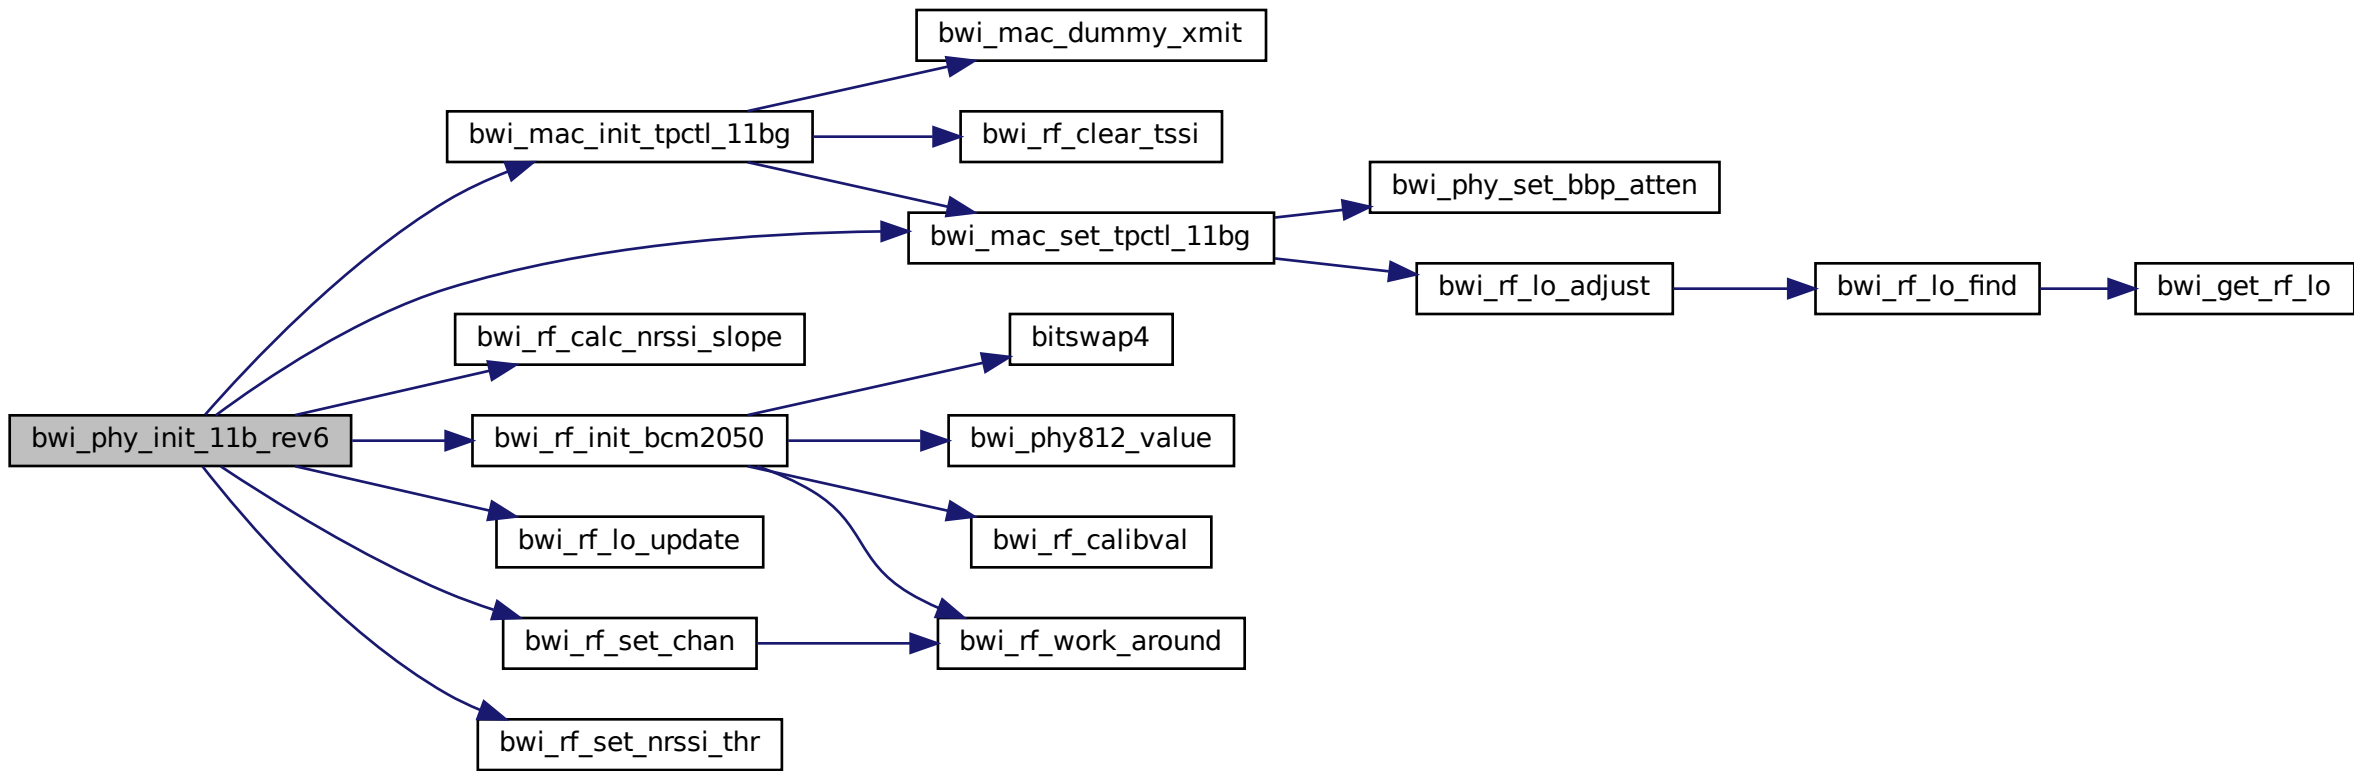 bwi_mac_dummy_xmit
bwi_mac_init_tpctl_11bg
bwi_rf_clear_tssi
bwi_phy_set_bbp_atten
bwi_mac_set_tpctl_11bg
bwi_rf_lo_adjust
bwi_rf_lo_find
bwi_get_rf_lo
bwi_rf_calc_nrssi_slope
bitswap4
bwi_phy_init_11b_rev6
bwi_rf_init_bcm2050
bwi_phy812_value
bwi_rf_lo_update
bwi_rf_calibval
bwi_rf_set_chan
bwi_rf_work_around
bwi_rf_set_nrssi_thr